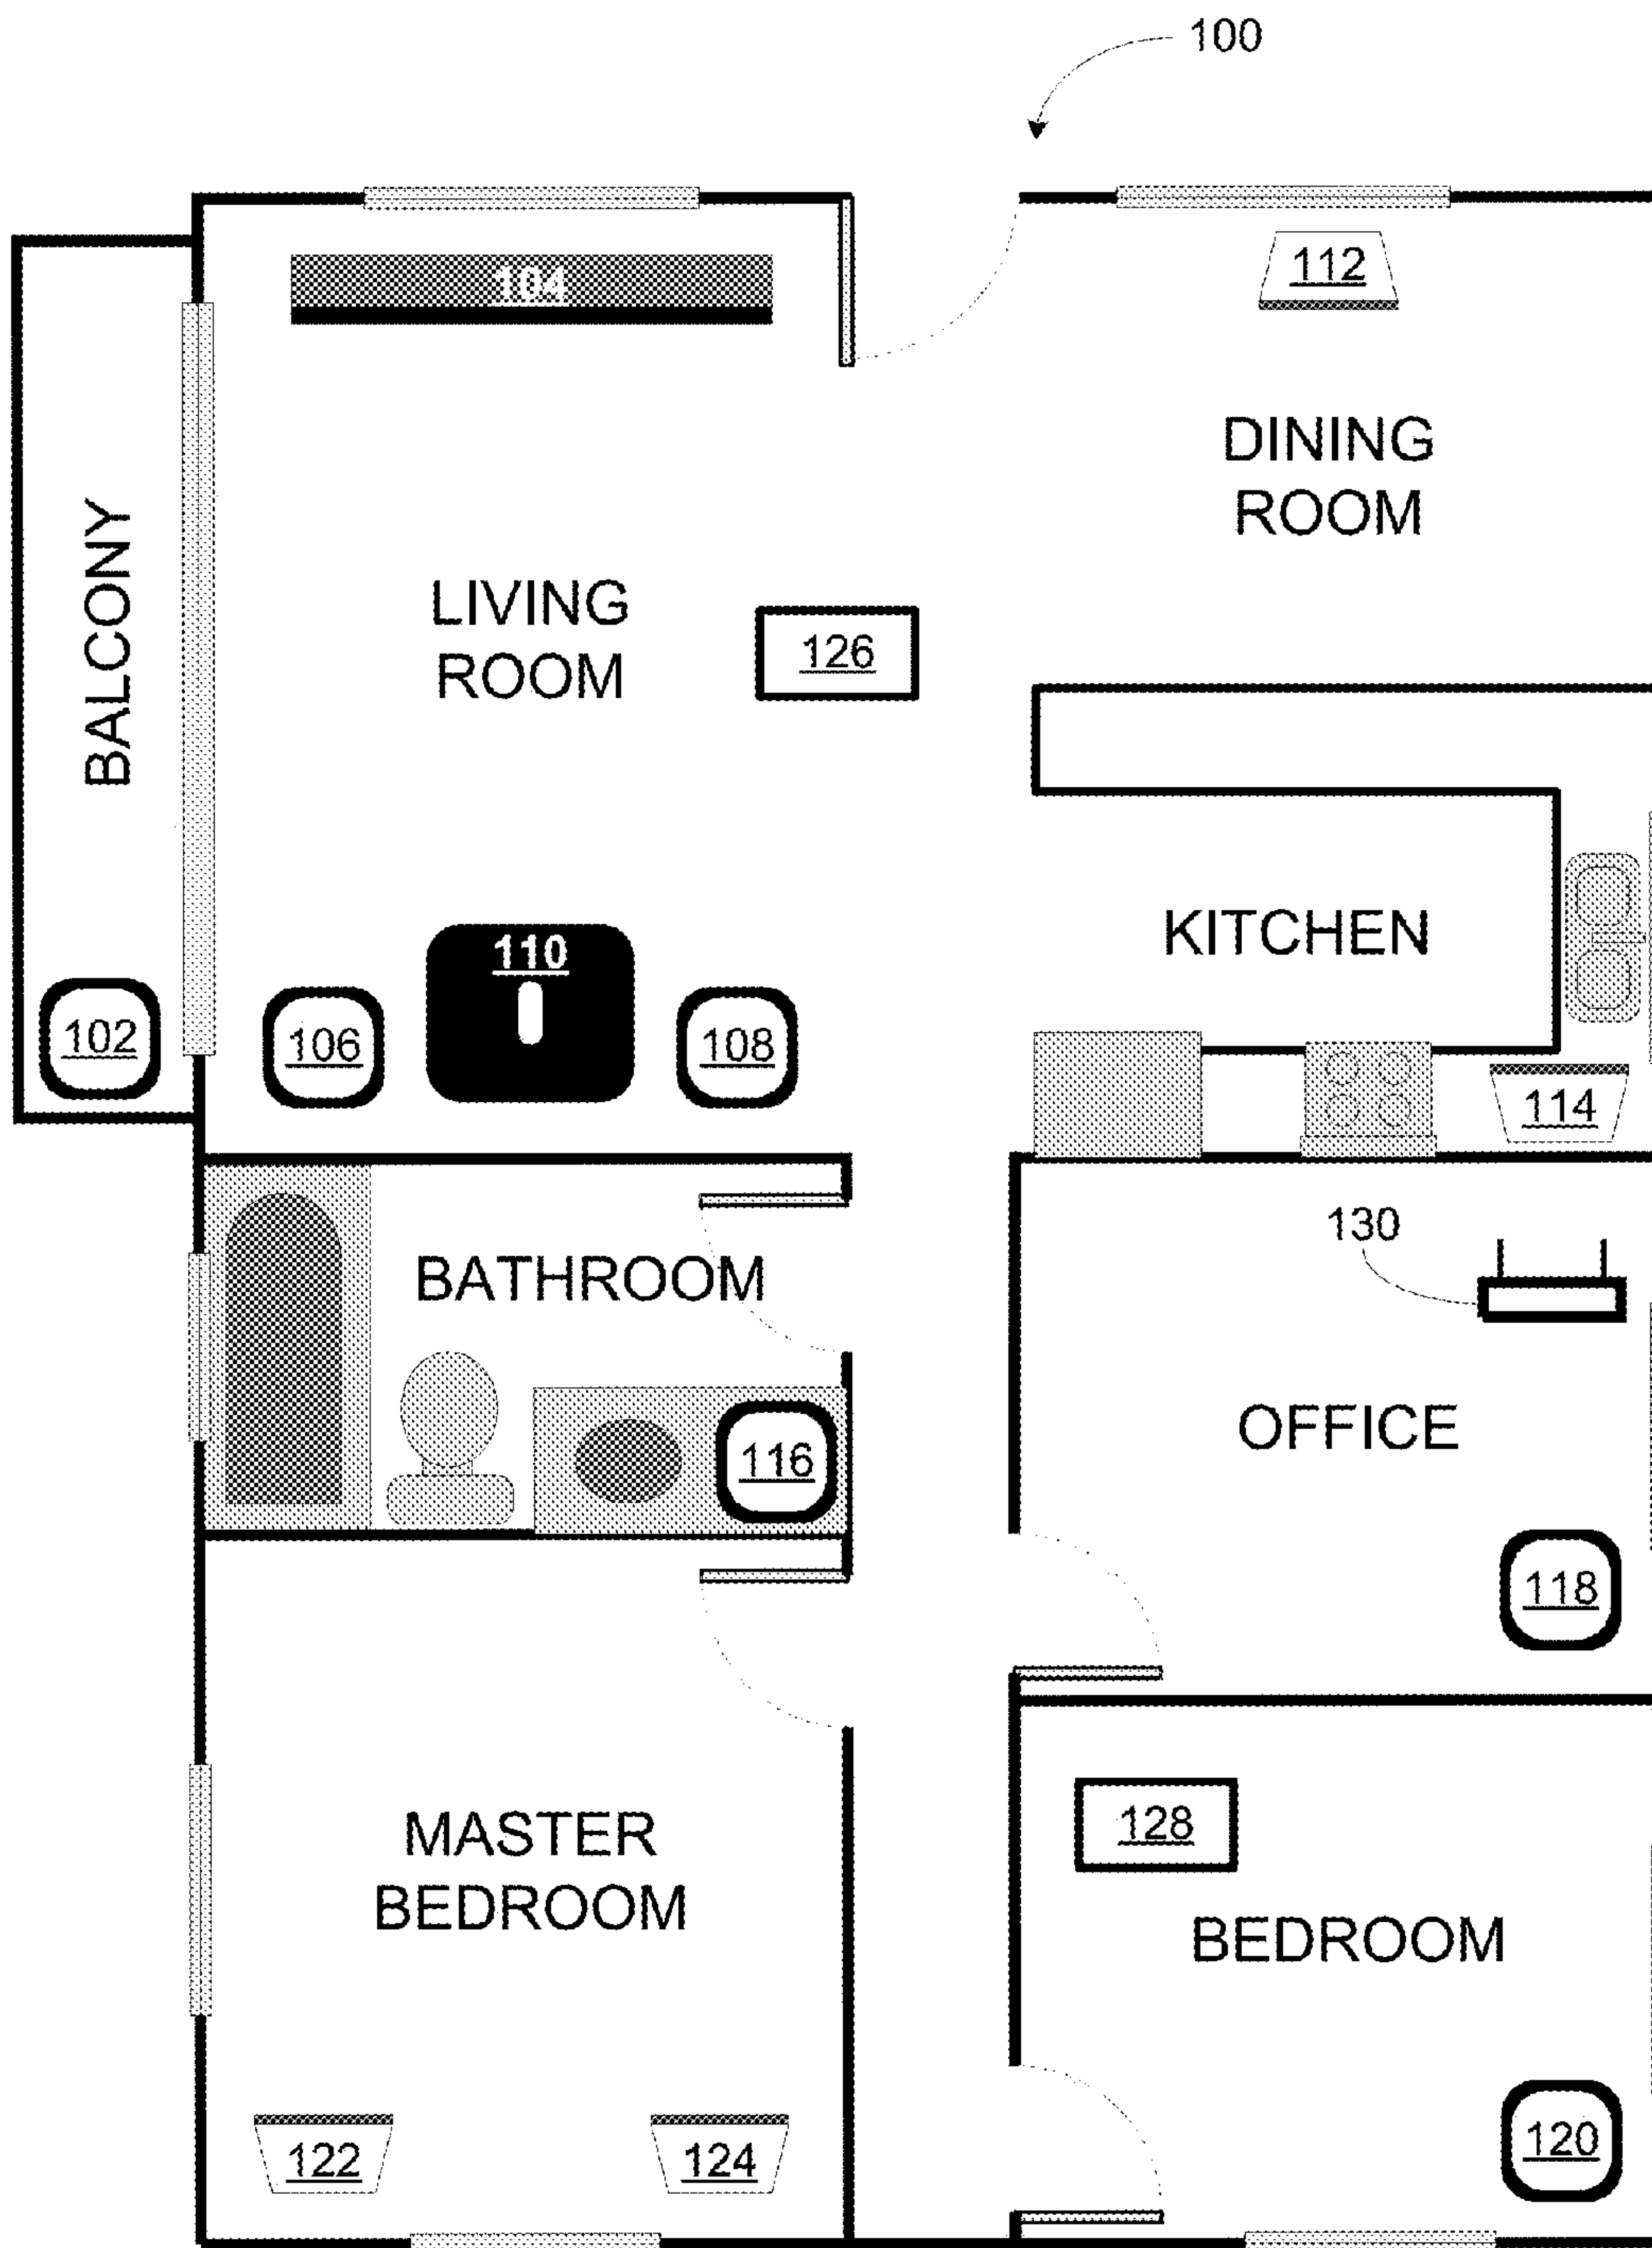 100
104
112
DINING
ROOM
BALCONY
LIVING
ROOM
126
KITCHEN
110
102
106
108
114
130
BATHROOM
OFFICE
116
118
128
MASTER
BEDROOM
BEDROOM
122
124
120